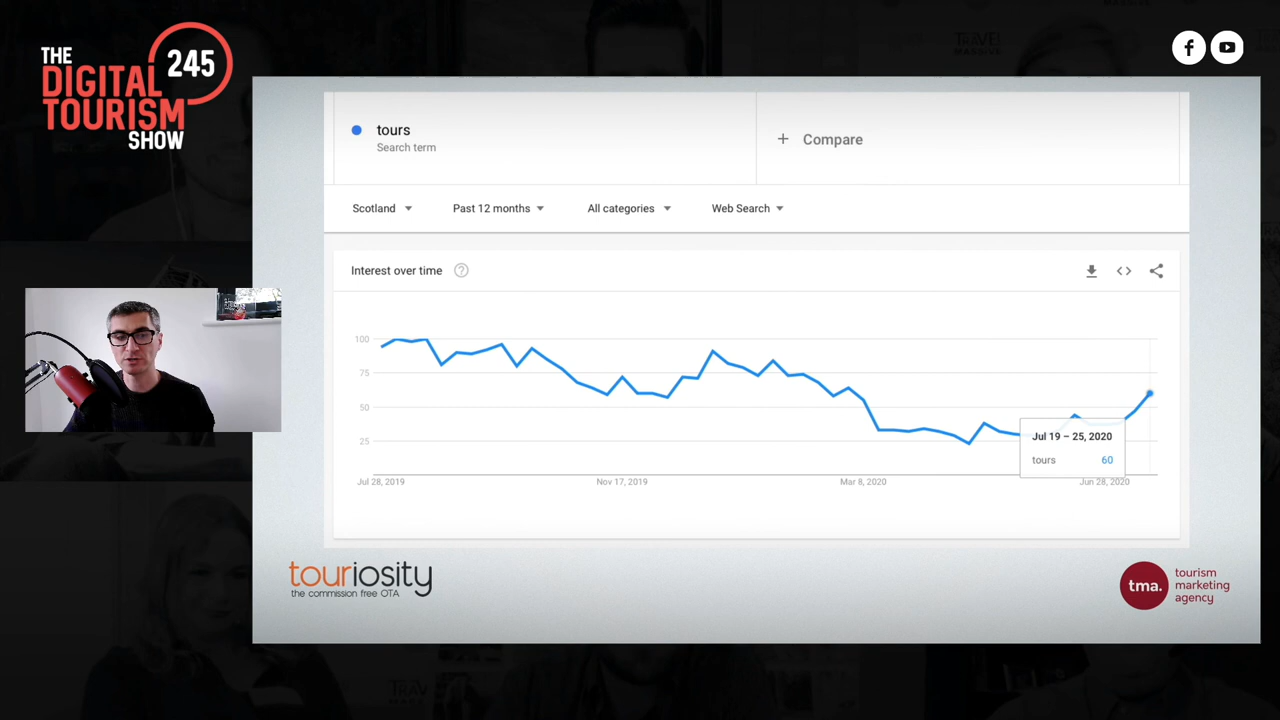 THE
DIGITAL
TOURISM
SHOW
245
tours
Search term
+ Compare
Scotland
Past 12 months
All categories
Web Search
Interest over time
?
100
75
50
25
Jul 19 – 25, 2020
tours 60
Jul 28, 2019
Nov 17, 2019
Mar 8, 2020
Jun 28, 2020
touriosity
the commission free OTA
tma.
tourism
marketing
agency
TRAVEL
MASSIVE